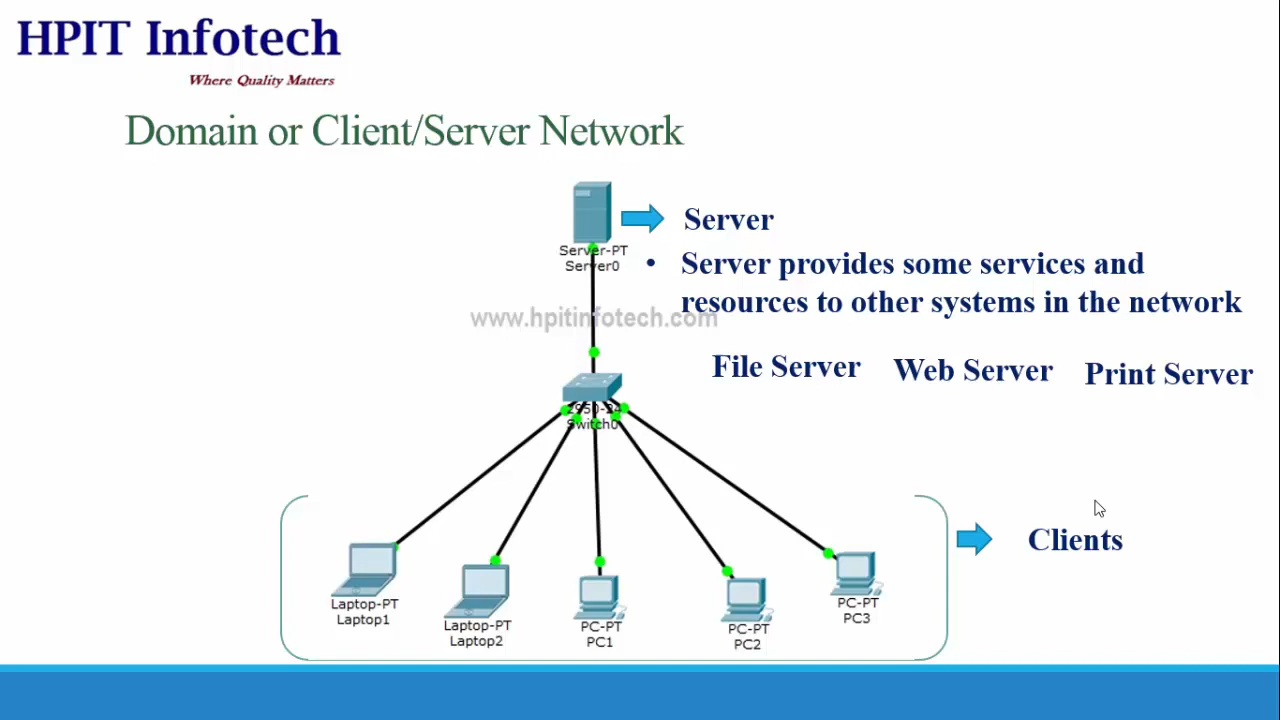 HPIT Infotech
Where Quality Matters
Domain or Client/Server Network
Server
Server-PT
Server0
• Server provides some services and
resources to other systems in the network
www.hpitinfotech.com
File Server Web Server Print Server
2950-24
Switch0
Clients
Laptop-PT
Laptop1
Laptop-PT
Laptop2
PC-PT
PC1
PC-PT
PC2
PC-PT
PC3